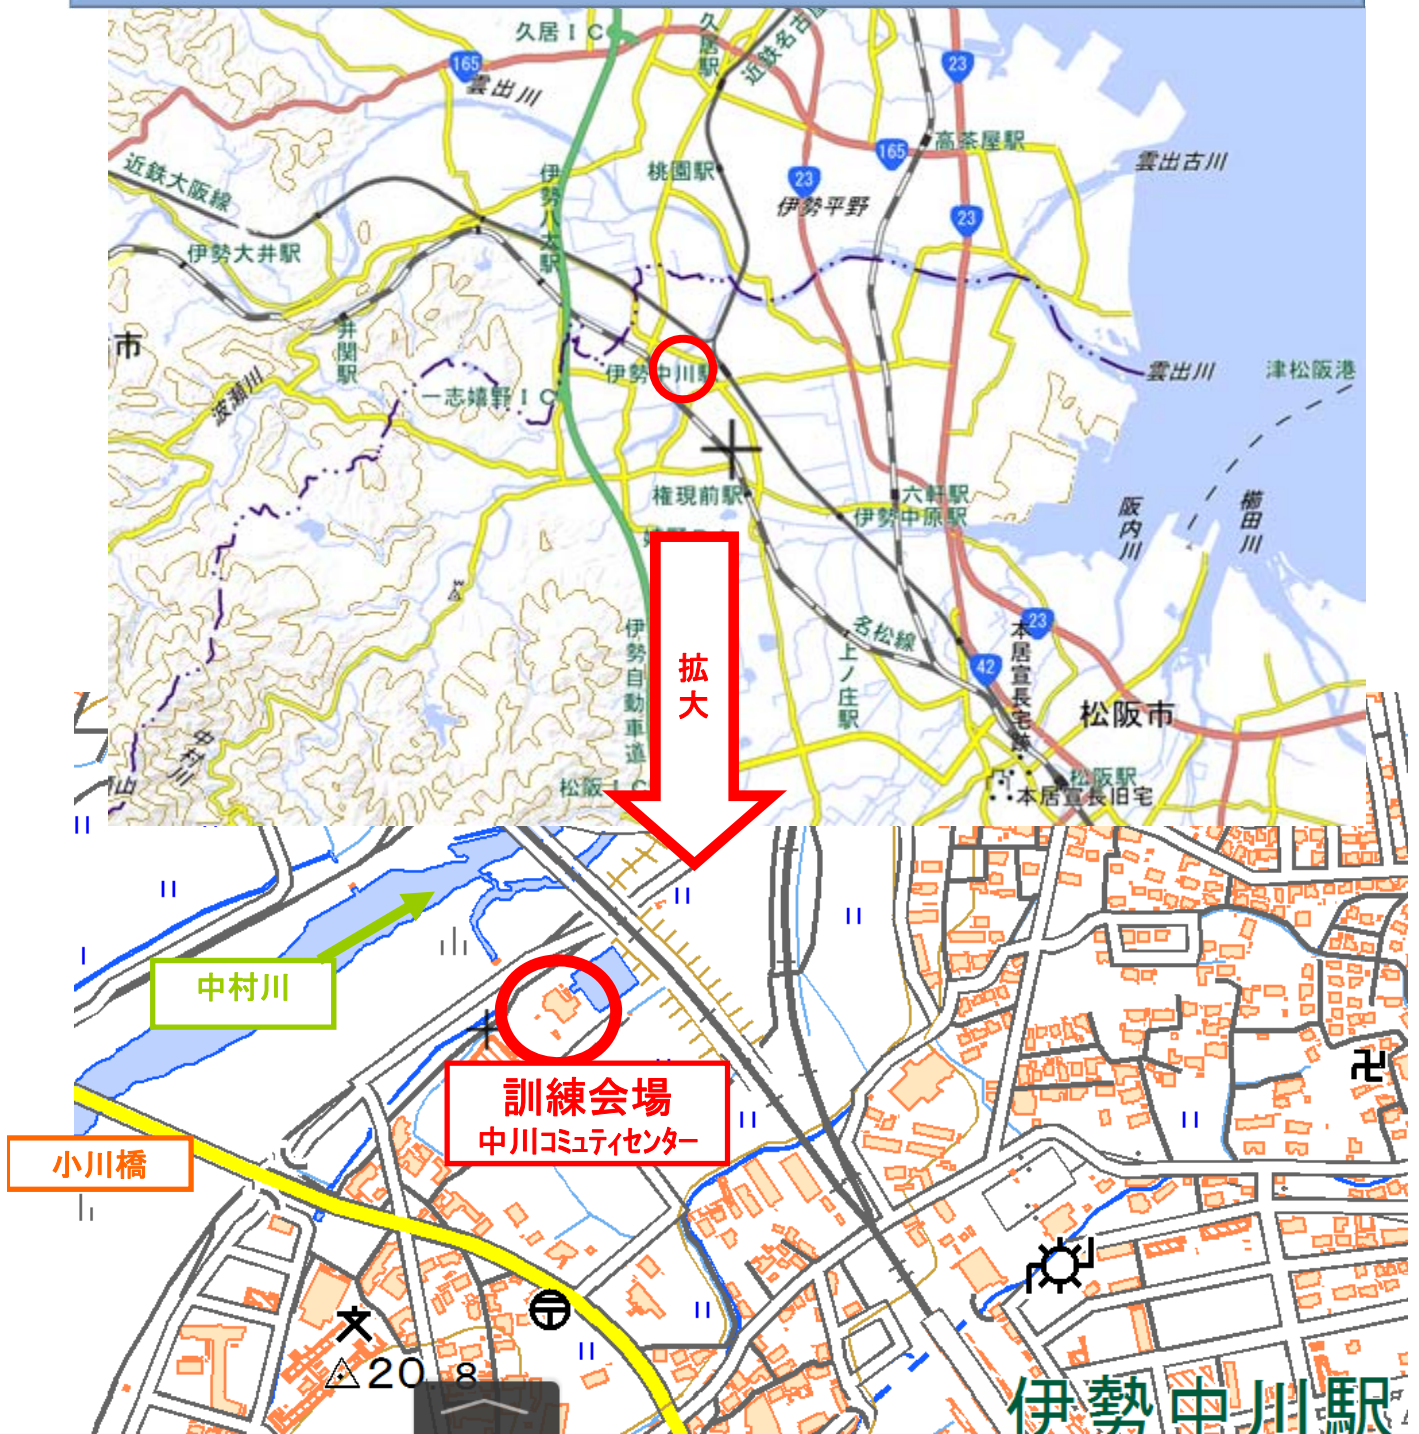 久居ＩＣ
久居駅
近鉄名古屋
165
雲出川
23
高茶屋駅
165
雲出古川
近鉄大阪線
伊勢八太駅
桃園駅
23
伊勢平野
23
伊勢大井駅
市
井関駅
伊勢中川駅
雲出川
津松阪港
波瀬川
一志嬉野ＩＣ
権現前駅
六軒駅
伊勢中原駅
阪内川
櫛田川
拡大
伊勢自動車道
名松線
上ノ庄駅
本居宣長宅跡
23
42
松阪市
中村川
山
松阪ＩＣ
松阪駅
本居宣長旧宅
中村川
訓練会場
中川コミュティセンター
小川橋
20.8
伊勢中川駅